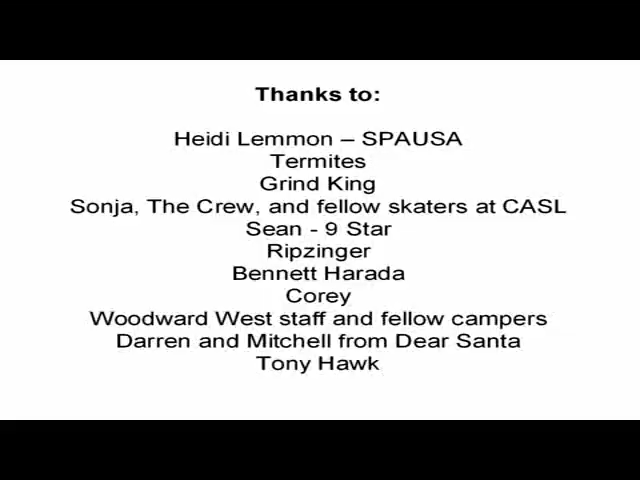 Thanks to:
Heidi Lemmon – SPAUSA
Termites
Grind King
Sonja, The Crew, and fellow skaters at CASL
Sean - 9 Star
Ripzinger
Bennett Harada
Corey
Woodward West staff and fellow campers
Darren and Mitchell from Dear Santa
Tony Hawk